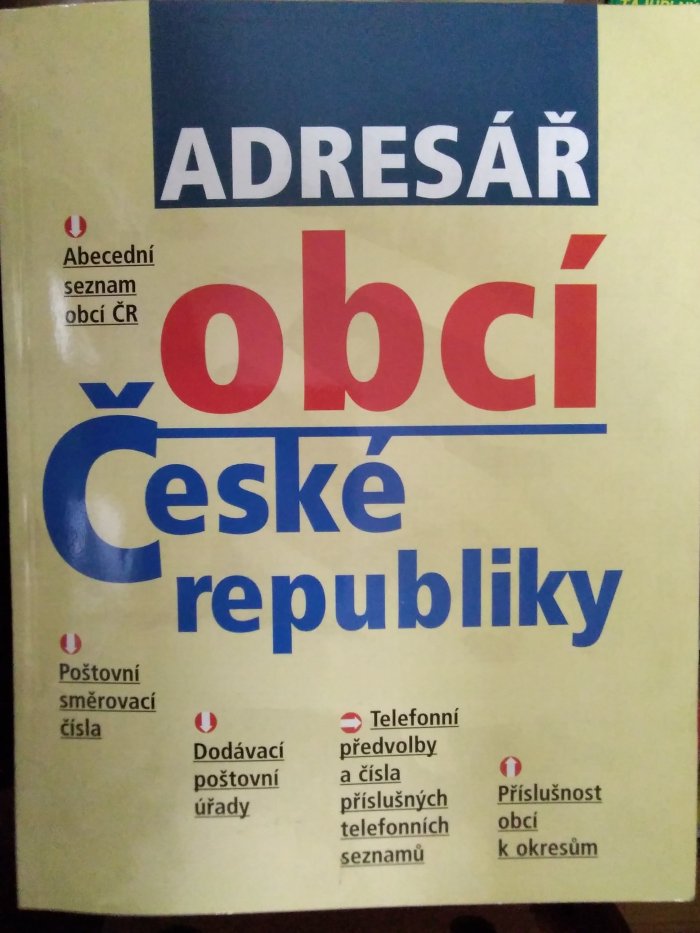 ADRESÁŘ
obcí
České
republiky
Abecední
seznam
obcí ČR
Poštovní
směrovací
čísla
Dodávací
poštovní
úřady
Telefonní
předvolby
a čísla
příslušných
telefonních
seznamů
Příslušnost
obcí
k okresům